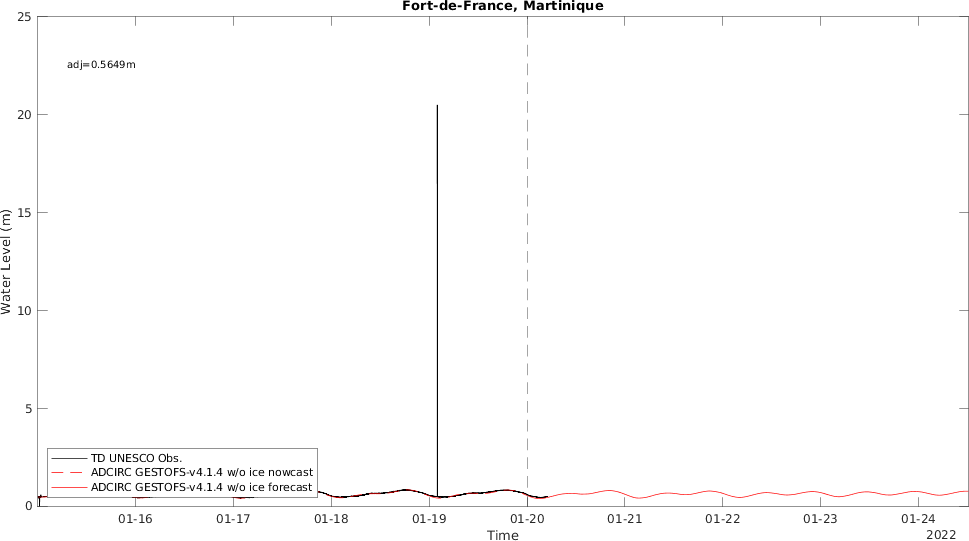 Fort-de-France, Martinique
25
adj=0.5649m
20
15
10
5
0
Water Level (m)
TD UNESCO Obs.
ADCIRC GESTOFS-v4.1.4 w/o ice nowcast
ADCIRC GESTOFS-v4.1.4 w/o ice forecast
01-16 01-17 01-18 01-19 01-20 01-21 01-22 01-23 01-24
Time
2022